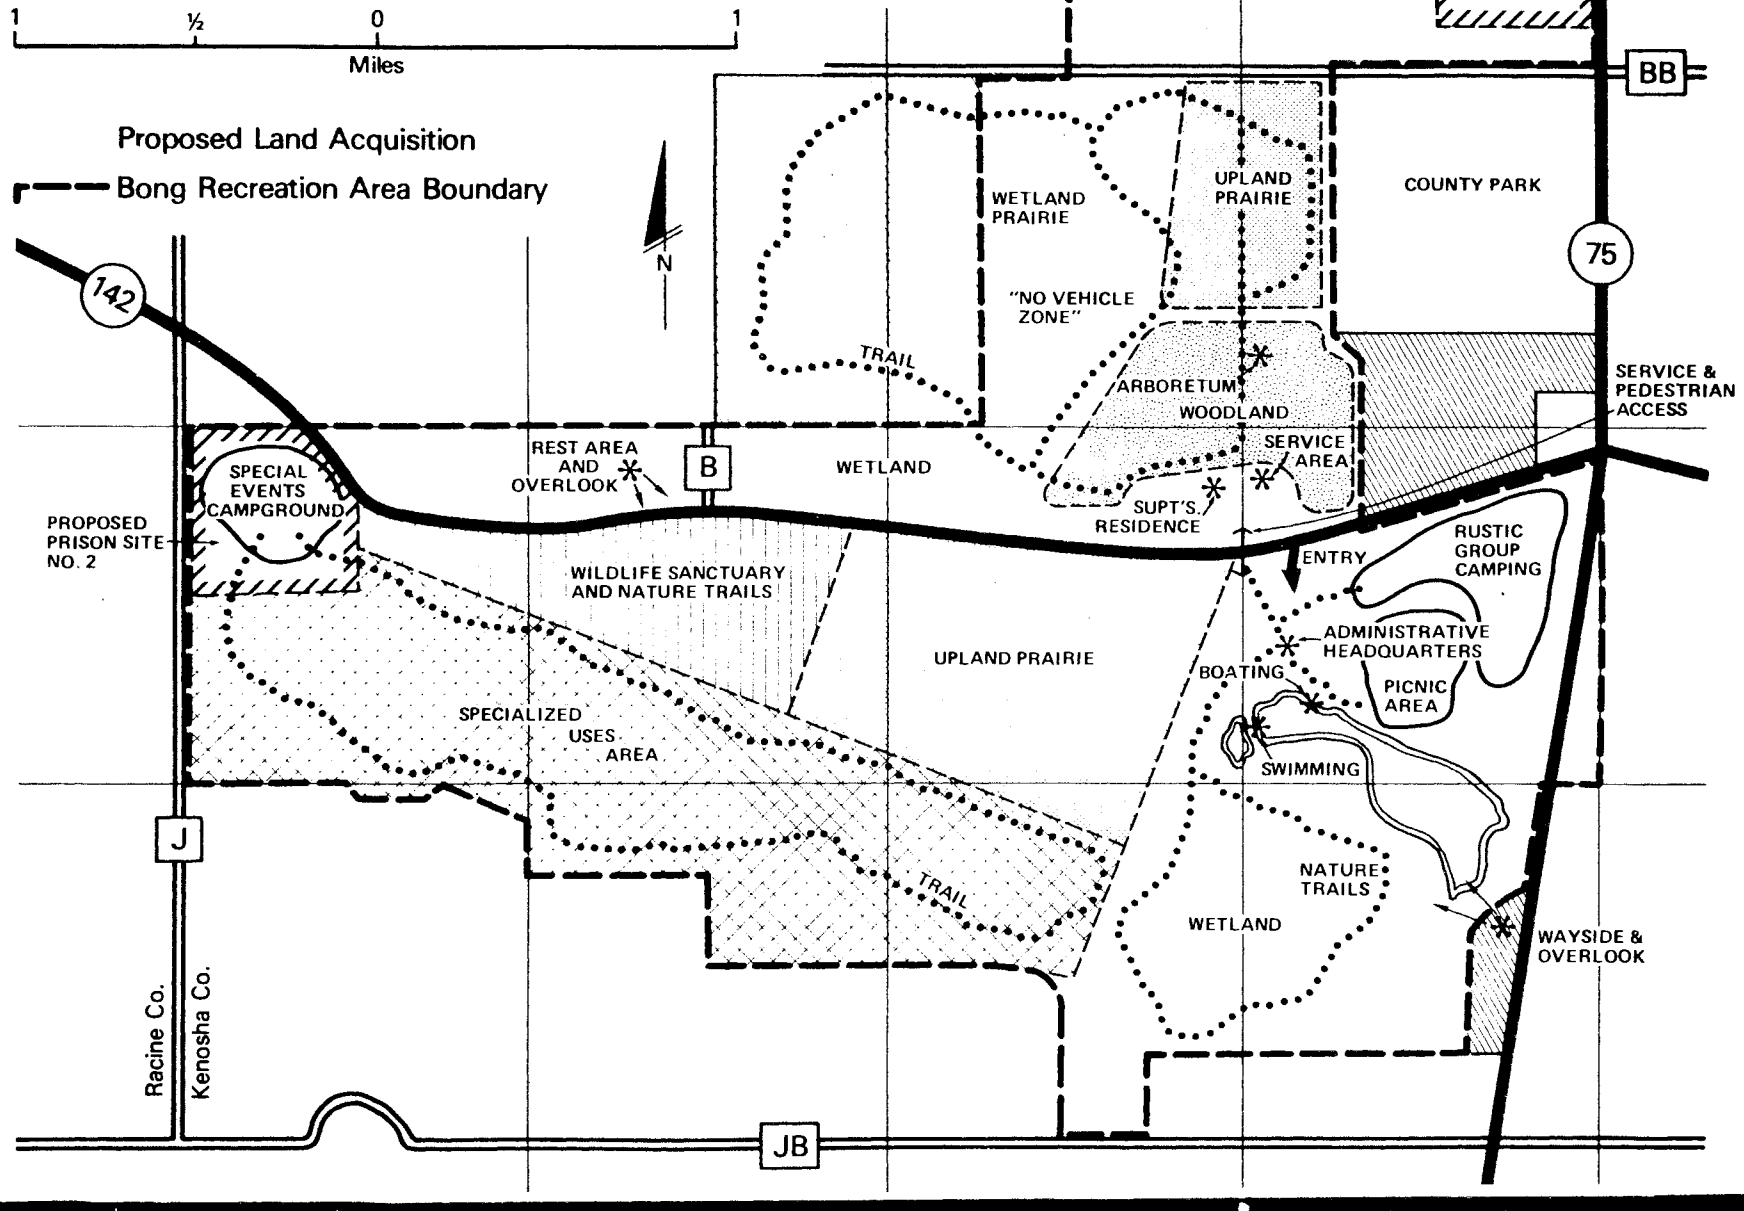 1 ½ 0 1
Miles
Proposed Land Acquisition
Bong Recreation Area Boundary
N
BB
142
75
COUNTY PARK
UPLAND
PRAIRIE
WETLAND
PRAIRIE
"NO VEHICLE
ZONE"
TRAIL
ARBORETUM
WOODLAND
SERVICE
AREA
SERVICE &
PEDESTRIAN
ACCESS
REST AREA
AND
OVERLOOK
B
WETLAND
SUPT'S.
RESIDENCE
SPECIAL
EVENTS
CAMPGROUND
PROPOSED
PRISON SITE
NO. 2
WILDLIFE SANCTUARY
AND NATURE TRAILS
ENTRY
RUSTIC
GROUP
CAMPING
UPLAND PRAIRIE
ADMINISTRATIVE
HEADQUARTERS
BOATING
PICNIC
AREA
SPECIALIZED
USES
AREA
SWIMMING
J
TRAIL
NATURE
TRAILS
WETLAND
WAYSIDE &
OVERLOOK
Racine Co.
Kenosha Co.
JB